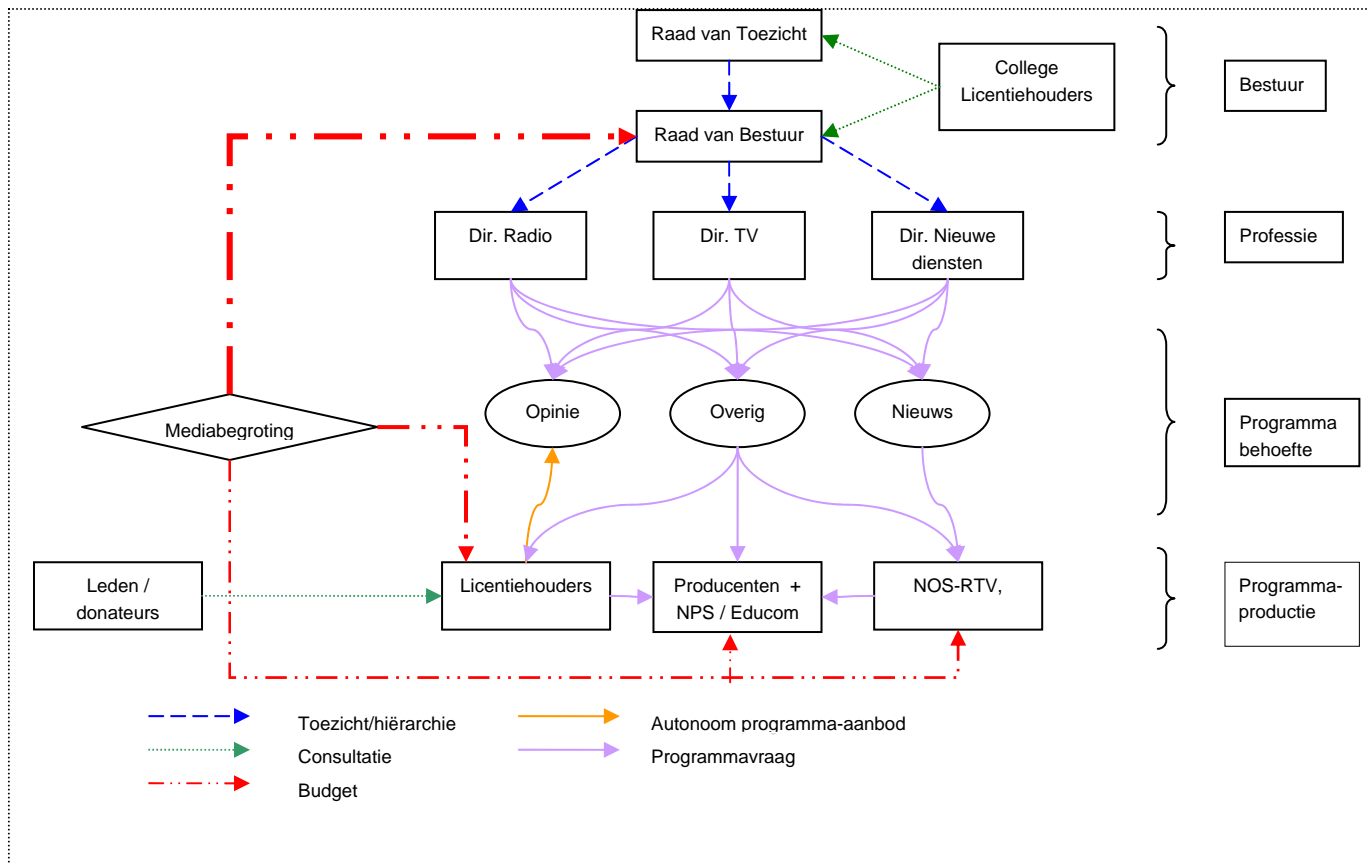 Raad van Toezicht
College
Licentiehouders
Bestuur
Raad van Bestuur
Dir. Radio
Dir. TV
Dir. Nieuwe
diensten
Professie
Opinie
Overig
Nieuws
Mediabegroting
Programma
behoefte
Leden /
donateurs
Licentiehouders
Producenten +
NPS / Educom
NOS-RTV,
Programma-
productie
Toezicht/hiërarchie
Autonoom programma-aanbod
Consultatie
Programmavraag
Budget